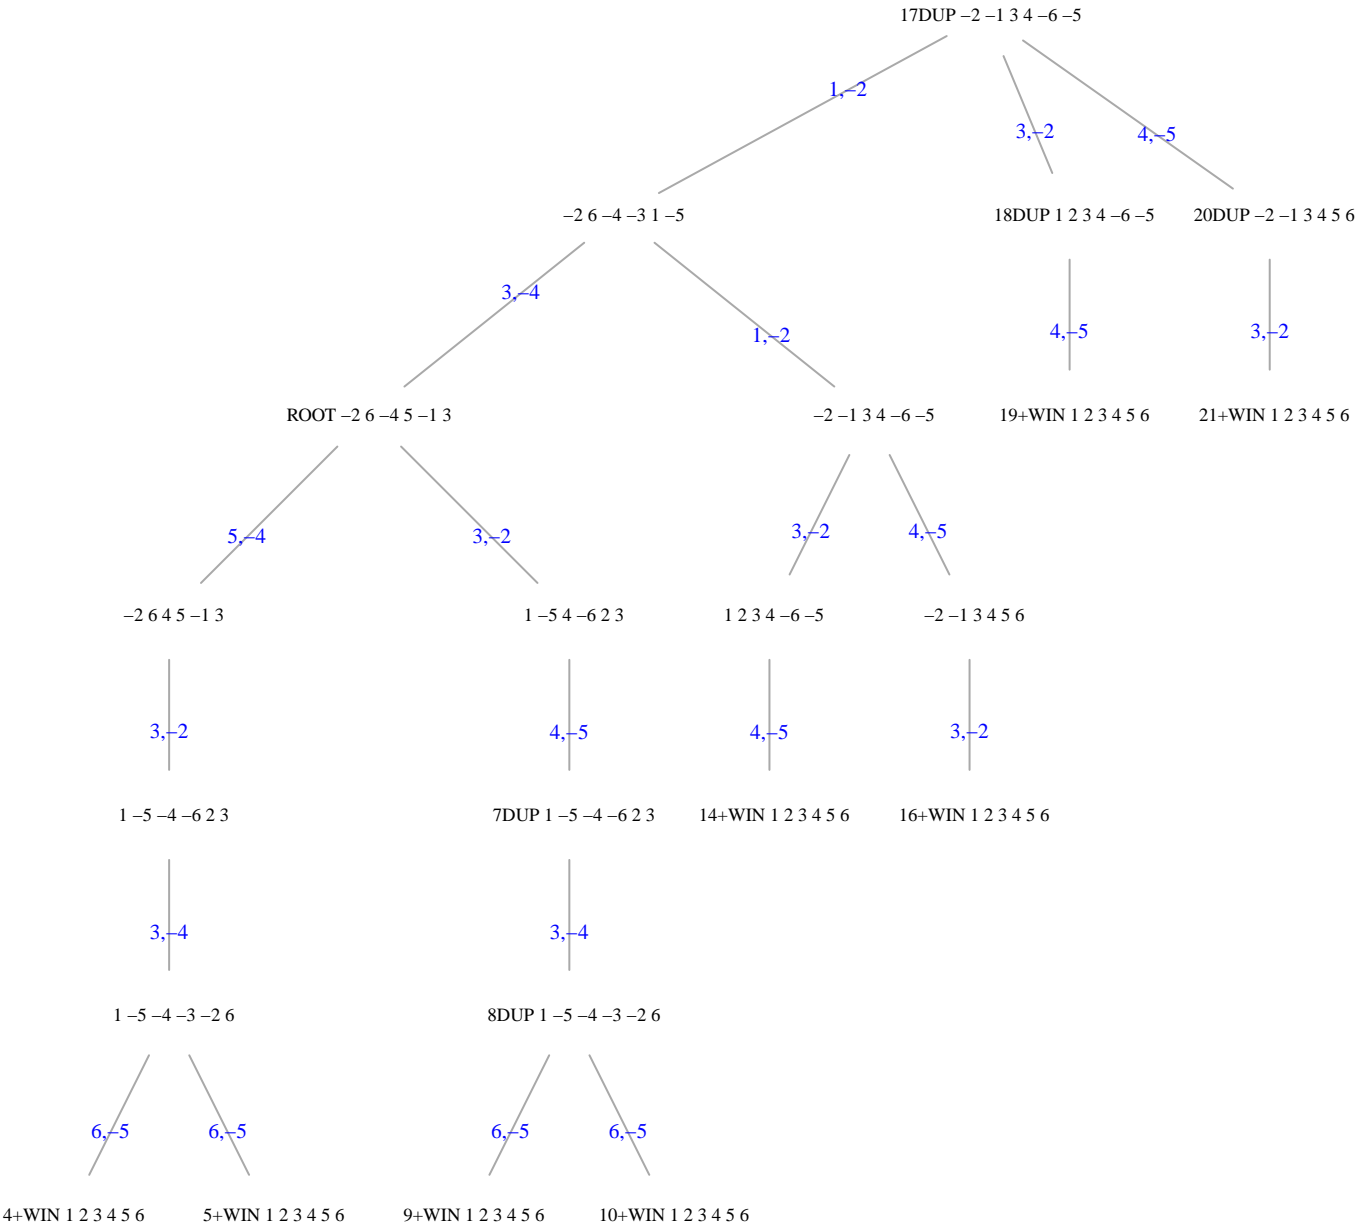 17DUP −2 −1 3 4 −6 −5
1,−2
3,−2
4,−5
−2 6 −4 −3 1 −5
18DUP 1 2 3 4 −6 −5
20DUP −2 −1 3 4 5 6
3,−4
1,−2
4,−5
3,−2
ROOT −2 6 −4 5 −1 3
−2 −1 3 4 −6 −5
19+WIN 1 2 3 4 5 6
21+WIN 1 2 3 4 5 6
5,−4
3,−2
3,−2
4,−5
−2 6 4 5 −1 3
1 −5 4 −6 2 3
1 2 3 4 −6 −5
−2 −1 3 4 5 6
3,−2
4,−5
4,−5
3,−2
1 −5 −4 −6 2 3
7DUP 1 −5 −4 −6 2 3
14+WIN 1 2 3 4 5 6
16+WIN 1 2 3 4 5 6
3,−4
3,−4
1 −5 −4 −3 −2 6
8DUP 1 −5 −4 −3 −2 6
6,−5
6,−5
6,−5
6,−5
4+WIN 1 2 3 4 5 6
5+WIN 1 2 3 4 5 6
9+WIN 1 2 3 4 5 6
10+WIN 1 2 3 4 5 6